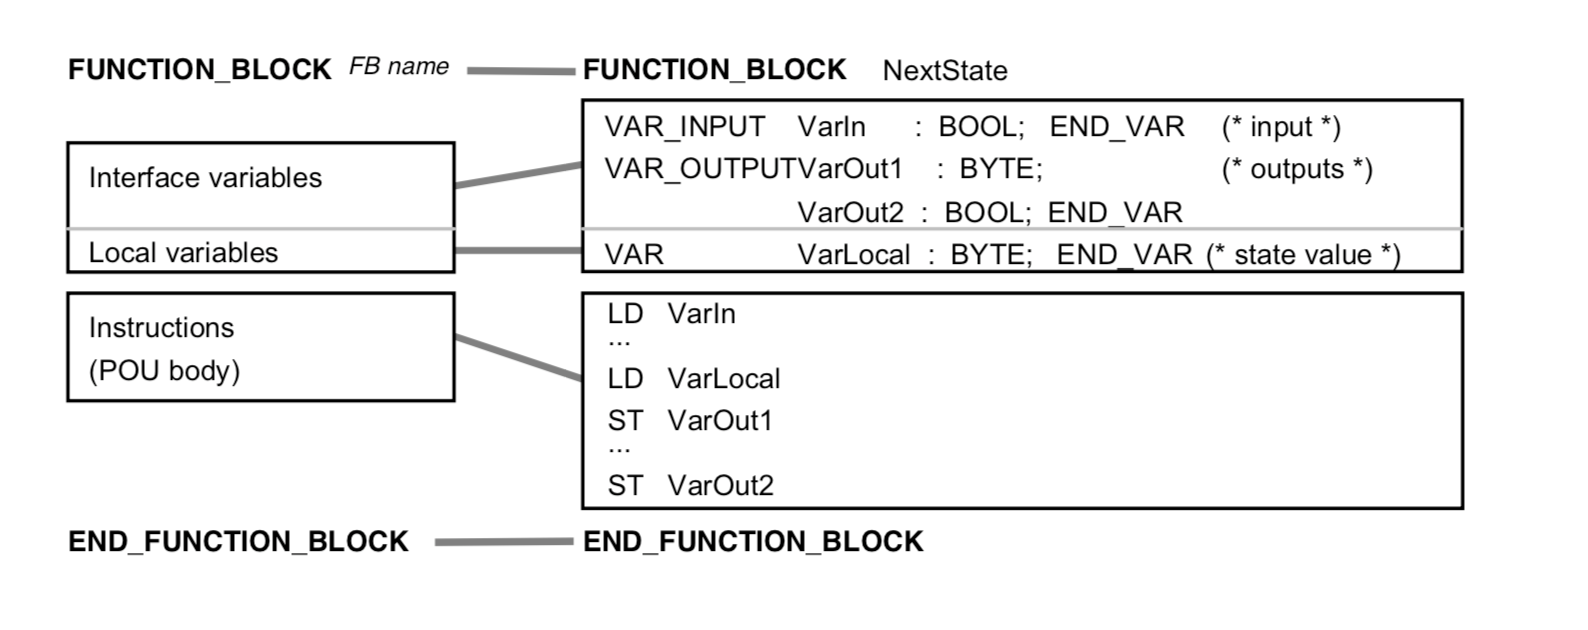 FUNCTION_BLOCK FB name FUNCTION_BLOCK NextState
VAR_INPUT VarIn : BOOL; END_VAR (* input *)
Interface variables VAR_OUTPUTVarOut1 : BYTE; (* outputs *)
VarOut2 : BOOL; END_VAR
Local variables VAR VarLocal : BYTE; END_VAR (* state value *)
Instructions
(POU body)
LD VarIn
...
LD VarLocal
ST VarOut1
...
ST VarOut2
END_FUNCTION_BLOCK END_FUNCTION_BLOCK